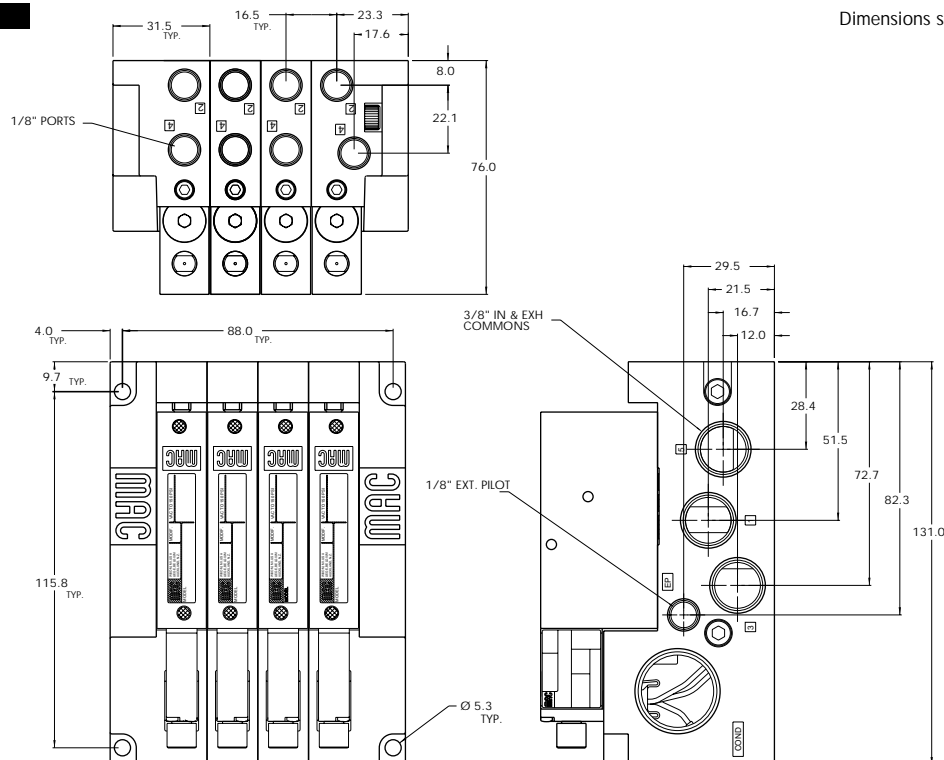 Dimensions s
31.5
TYP.
16.5
TYP.
23.3
17.6
8.0
22.1
76.0
1/8" PORTS
2
2
2
2
4
4
4
4
29.5
21.5
16.7
12.0
3/8" IN & EXH
COMMONS
4.0
TYP.
88.0
TYP.
9.7 TYP.
28.4
51.5
72.7
82.3
131.0
1/8" EXT. PILOT
5
1
EP
3
COND
MAC
MAC
MAC
MAC
MAC
MAC
115.8
TYP.
Ø 5.3
TYP.